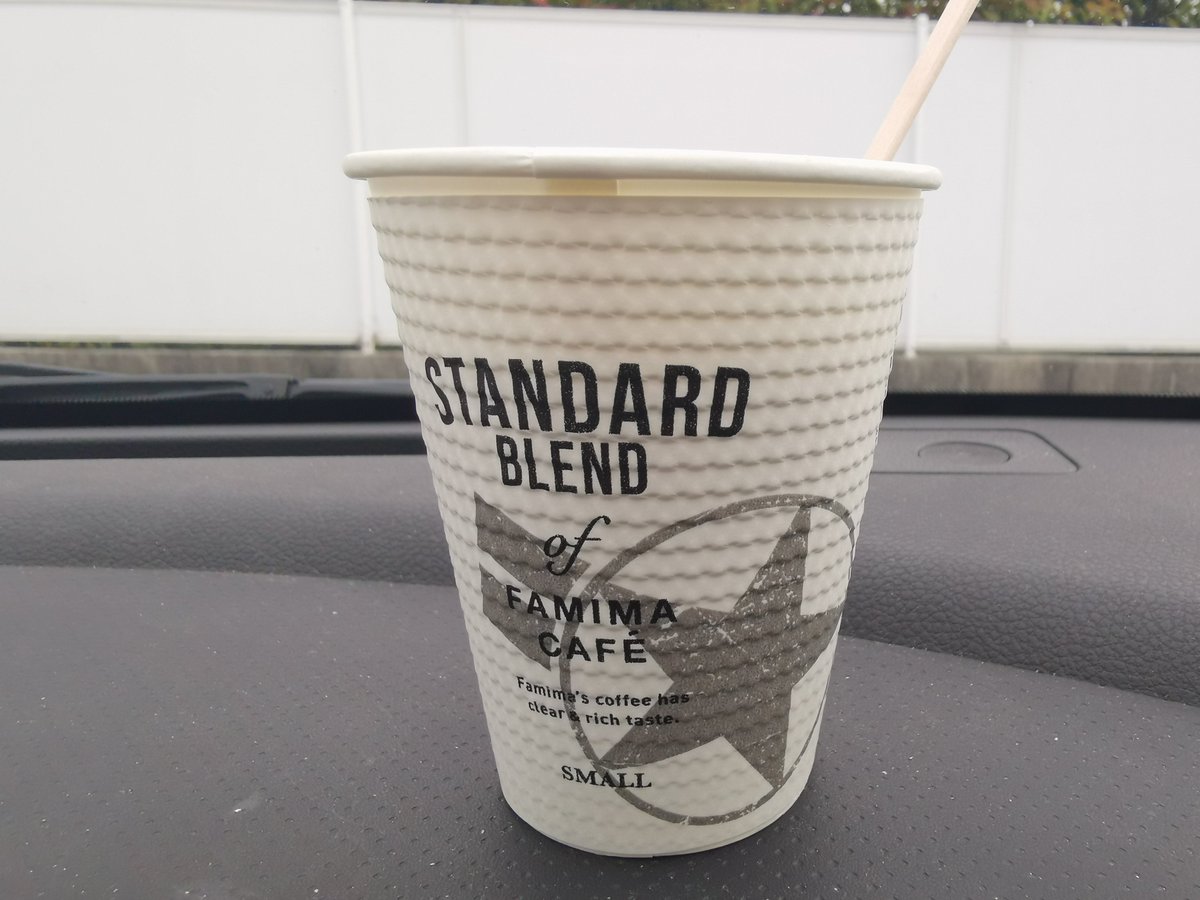 STANDARD
BLEND
of
FAMIMA
CAFÉ
Famima's coffee has
clear & rich taste.
SMALL